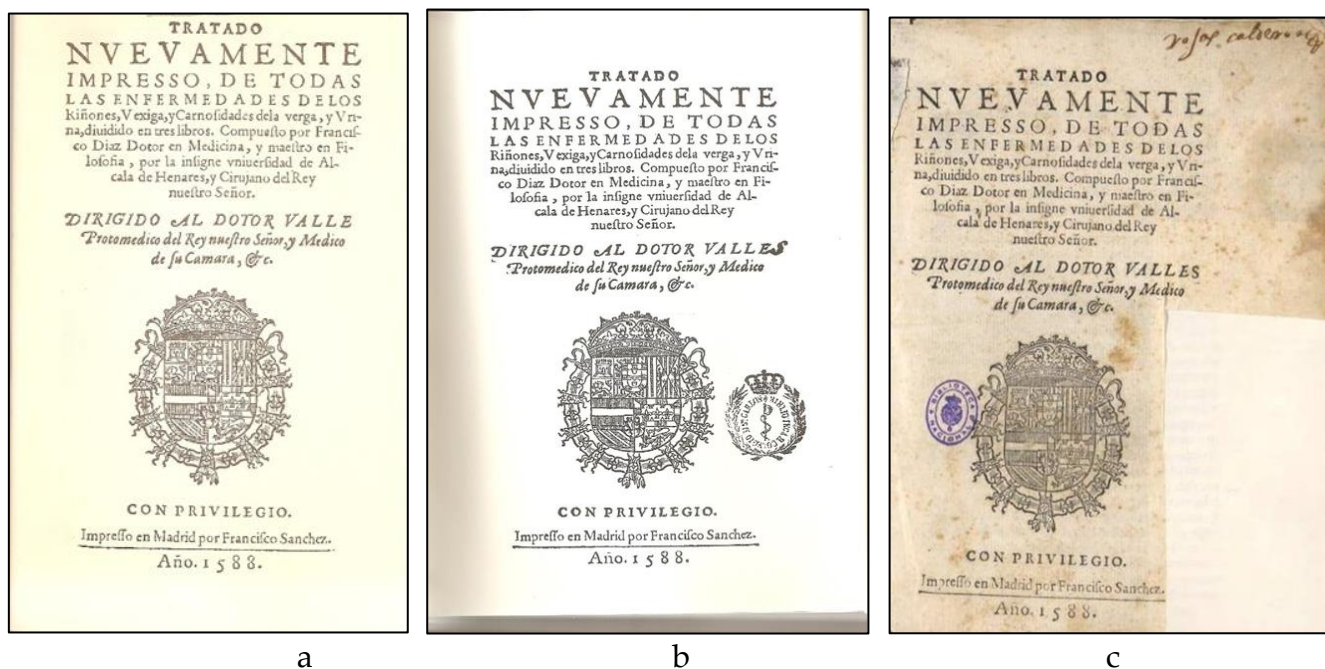 TRATADO
NVEVAMENTE
IMPRESSO, DE TODAS
LAS ENFERMEDADES DELOS
Kiñones,Vexiga,yCarnoſidades dela verga, y Vri-
na,diuidido en tres libros. Compueſto por Franciſ-
co Diaz Dotor en Medicina, y maeſtro en Fi-
loſofia , por la inſigne vniuerſidad de Al-
cala de Henares, y Cirujano del Rey
nueſtro Señor.
DIRIGIDO AL DOTOR VALLE
Protomedico del Rey nueſtro Señor,y Medico
de ſu Camara, &c.
CON PRIVILEGIO.
Impreſſo en Madrid por Franciſco Sanchez.
Año. 1588.
a
TRATADO
NVEVAMENTE
IMPRESSO, DE TODAS
LAS ENFERMEDADES DELOS
Riñones,Vexiga,yCarnoſidades dela verga, y Vri-
na,diuidido en tres libros. Compueſto por Franciſ-
co Diaz Dotor en Medicina, y maeſtro en Fi-
loſofia , por la inſigne vniuerſidad de Al-
cala de Henares, y Cirujano del Rey
nueſtro Señor.
DIRIGIDO AL DOTOR VALLES
Protomedico del Rey nueſtro Señor,y Medico
de ſu Camara, &c.
CON PRIVILEGIO.
Impreſſo en Madrid por Franciſco Sanchez.
Año. 1588.
b
TRATADO
NVEVAMENTE
IMPRESSO, DE TODAS
LAS ENFERMEDADES DELOS
Riñones,Vexiga,yCarnoſidades dela verga, y Vri-
na,diuidido en tres libros. Compueſto por Franciſ-
co Diaz Dotor en Medicina, y maeſtro en Fi-
loſofia , por la inſigne vniuerſidad de Al-
cala de Henares, y Cirujano del Rey
nueſtro Señor.
DIRIGIDO AL DOTOR VALLES
Protomedico del Rey nueſtro Señor,y Medico
de ſu Camara, &c.
BIBLIOTECA NACIONAL
CON PRIVILEGIO.
Impreſſo en Madrid por Franciſco Sanchez.
Año. 1588.
c